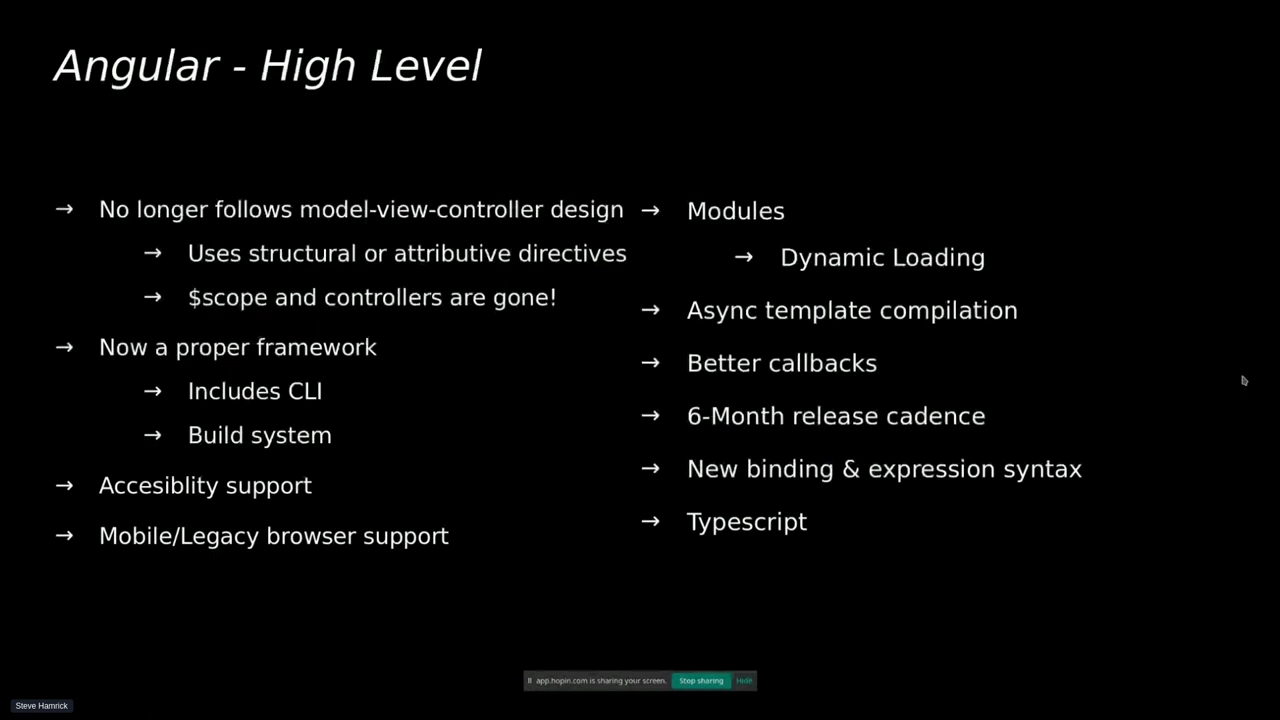 Angular - High Level
→ No longer follows model-view-controller design
→ Uses structural or attributive directives
→ $scope and controllers are gone!
→ Now a proper framework
→ Includes CLI
→ Build system
→ Accesiblity support
→ Mobile/Legacy browser support
→ Modules
→ Dynamic Loading
→ Async template compilation
→ Better callbacks
→ 6-Month release cadence
→ New binding & expression syntax
→ Typescript
app.hopin.com is sharing your screen. Stop sharing Hide
Steve Hamrick